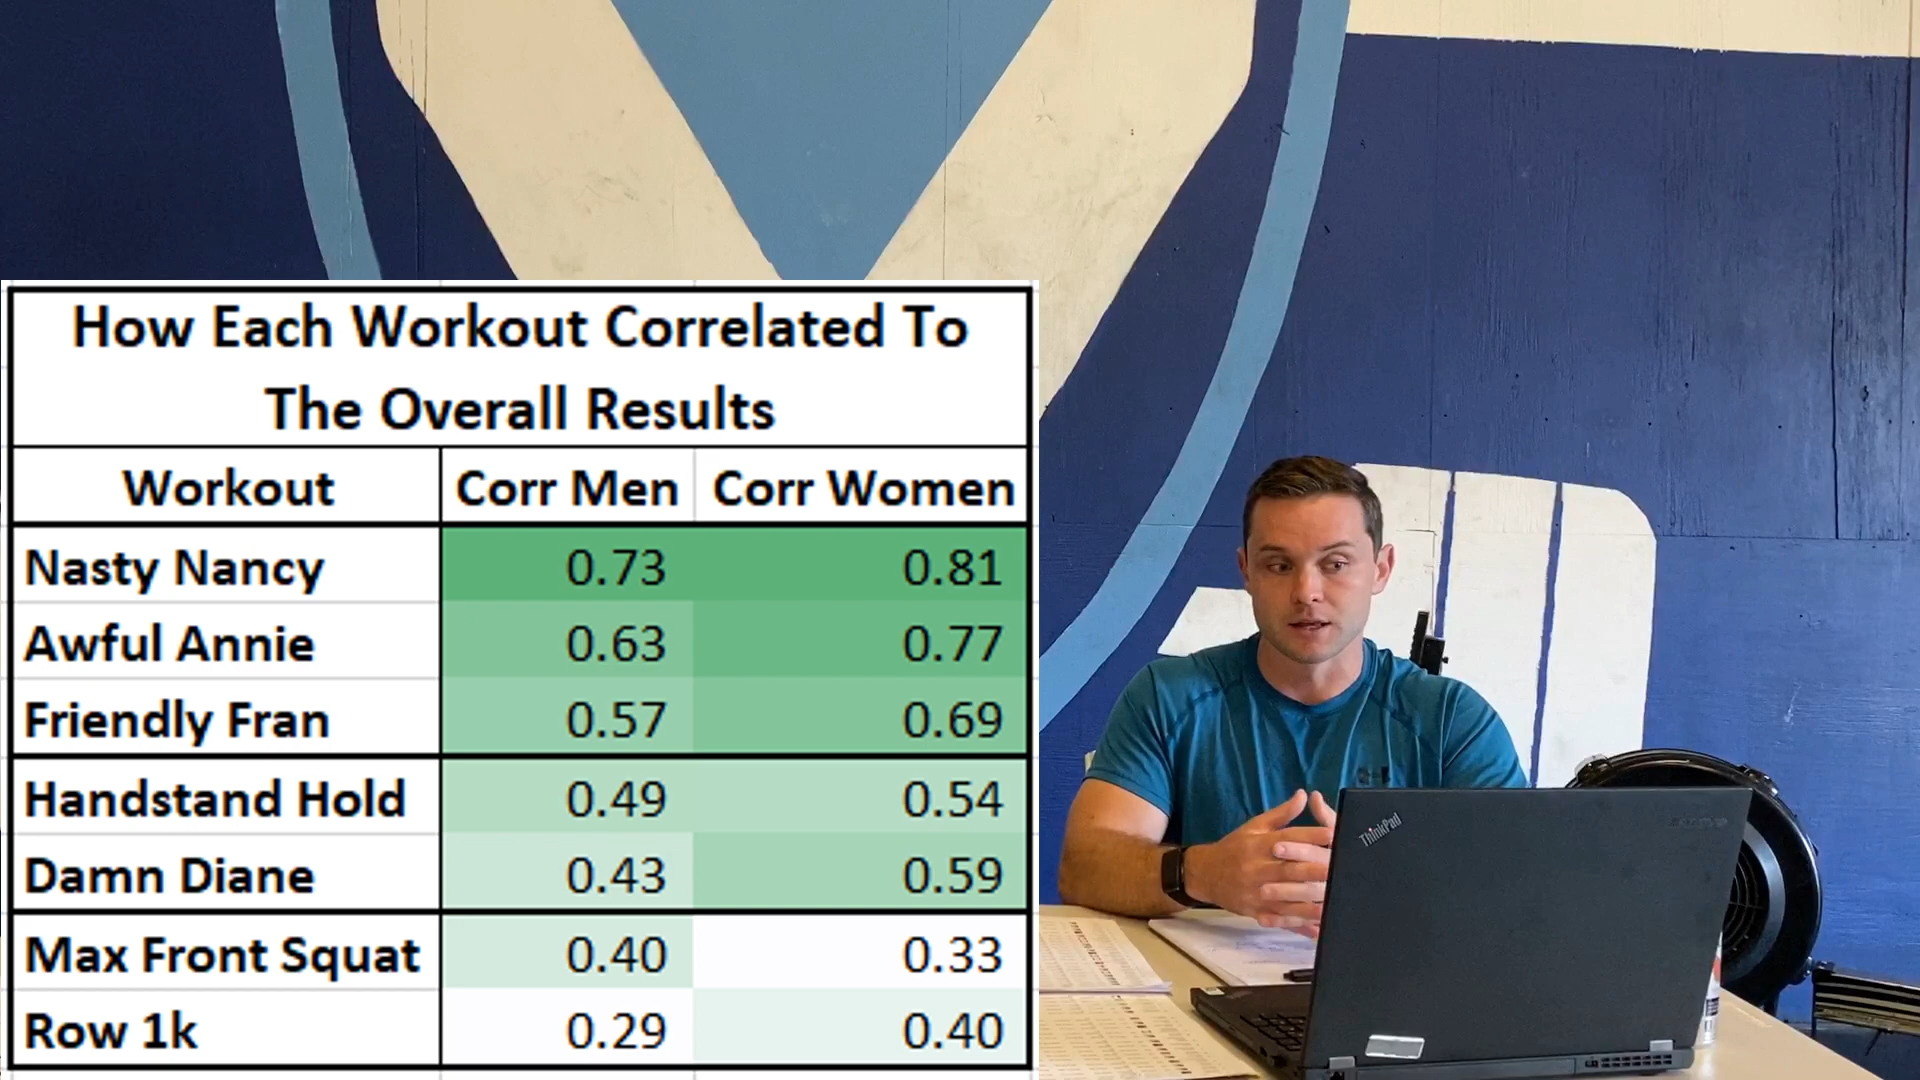 How Each Workout Correlated To
The Overall Results
Workout Corr Men Corr Women
Nasty Nancy 0.73 0.81
Awful Annie 0.63 0.77
Friendly Fran 0.57 0.69
Handstand Hold 0.49 0.54
Damn Diane 0.43 0.59
Max Front Squat 0.40 0.33
Row 1k 0.29 0.40
ThinkPad